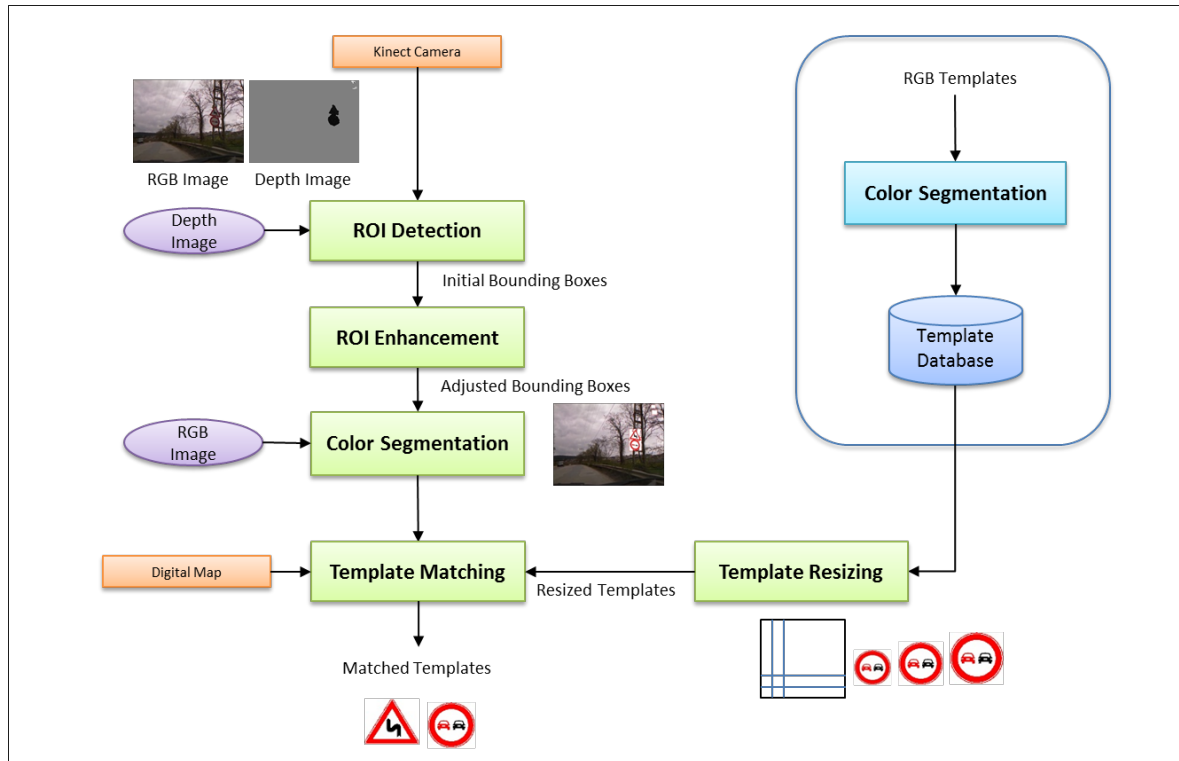 Kinect Camera
RGB Templates
RGB Image
Depth Image
Color Segmentation
Depth
Image
ROI Detection
Initial Bounding Boxes
ROI Enhancement
Template
Database
Adjusted Bounding Boxes
RGB
Image
Color Segmentation
Digital Map
Template Matching
Resized Templates
Template Resizing
Matched Templates